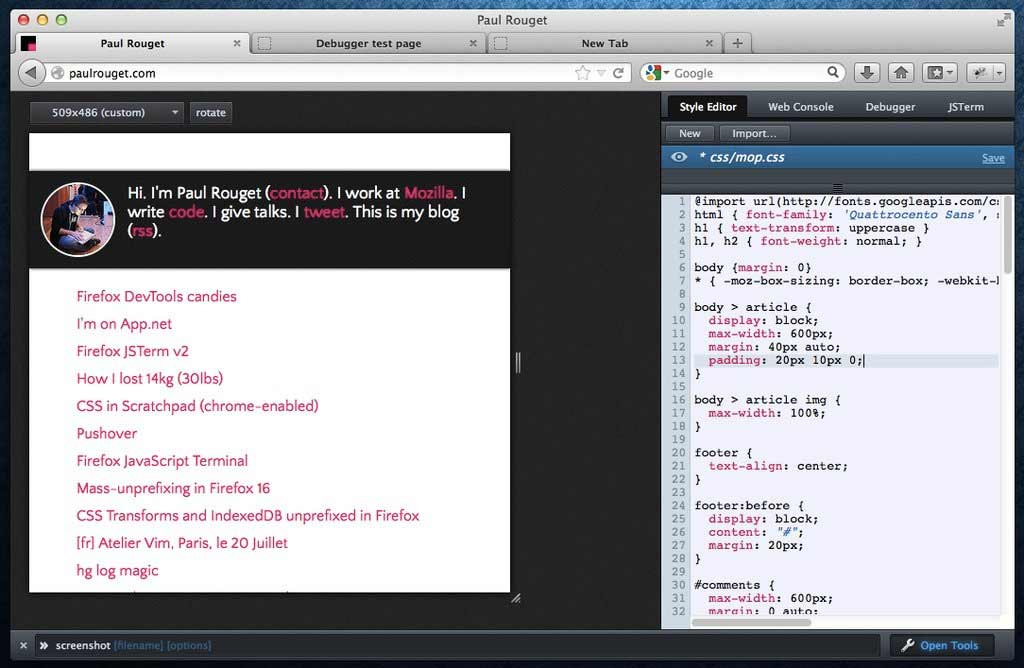 Paul Rouget
Paul Rouget
Debugger test page
New Tab
paulrouget.com
Google
509x486 (custom)
rotate
Hi. I'm Paul Rouget (contact). I work at Mozilla. I
write code. I give talks. I tweet. This is my blog
(rss).
Firefox DevTools candies
I'm on App.net
Firefox JSTerm v2
How I lost 14kg (30lbs)
CSS in Scratchpad (chrome-enabled)
Pushover
Firefox JavaScript Terminal
Mass-unprefixing in Firefox 16
CSS Transforms and IndexedDB unprefixed in Firefox
[fr] Atelier Vim, Paris, le 20 Juillet
hg log magic
Style Editor
Web Console
Debugger
JSTerm
New
Import...
* css/mop.css
Save
1 @import url(http://fonts.googleapis.com/
2 html { font-family: 'Quattrocento Sans',
3 h1 { text-transform: uppercase }
4 h1, h2 { font-weight: normal; }
5
6 body {margin: 0}
7 * { -moz-box-sizing: border-box; -webkit-
8
9 body > article {
10 display: block;
11 max-width: 600px;
12 margin: 40px auto;
13 padding: 20px 10px 0;
14 }
15
16 body > article img {
17 max-width: 100%;
18 }
19
20 footer {
21 text-align: center;
22 }
23
24 footer:before {
25 display: block;
26 content: "#";
27 margin: 20px;
28 }
29
30 #comments {
31 max-width: 600px;
32 margin: 0 auto;
screenshot [filename] [options]
Open Tools